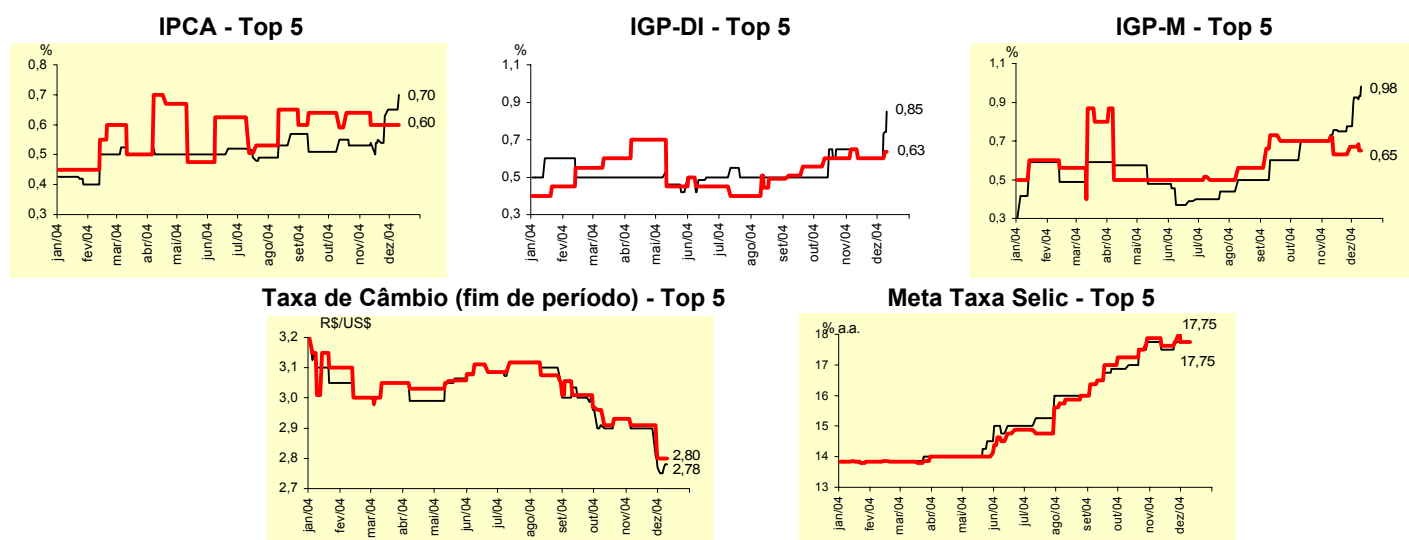 IPCA - Top 5
%
0,8
0,7
0,6
0,5
0,4
0,3
0,70
0,60
jan/04
fev/04
mar/04
abr/04
mai/04
jun/04
jul/04
ago/04
set/04
out/04
nov/04
dez/04
IGP-DI - Top 5
%
1,1
0,9
0,7
0,5
0,3
0,85
0,63
jan/04
fev/04
mar/04
abr/04
mai/04
jun/04
jul/04
ago/04
set/04
out/04
nov/04
dez/04
IGP-M - Top 5
%
1,1
0,9
0,7
0,5
0,3
0,98
0,65
jan/04
fev/04
mar/04
abr/04
mai/04
jun/04
jul/04
ago/04
set/04
out/04
nov/04
dez/04
Taxa de Câmbio (fim de período) - Top 5
R$/US$
3,2
3,1
3,0
2,9
2,8
2,7
2,80
2,78
jan/04
fev/04
mar/04
abr/04
mai/04
jun/04
jul/04
ago/04
set/04
out/04
nov/04
dez/04
Meta Taxa Selic - Top 5
% a.a.
18
17
16
15
14
13
17,75
17,75
jan/04
fev/04
mar/04
abr/04
mai/04
jun/04
jul/04
ago/04
set/04
out/04
nov/04
dez/04